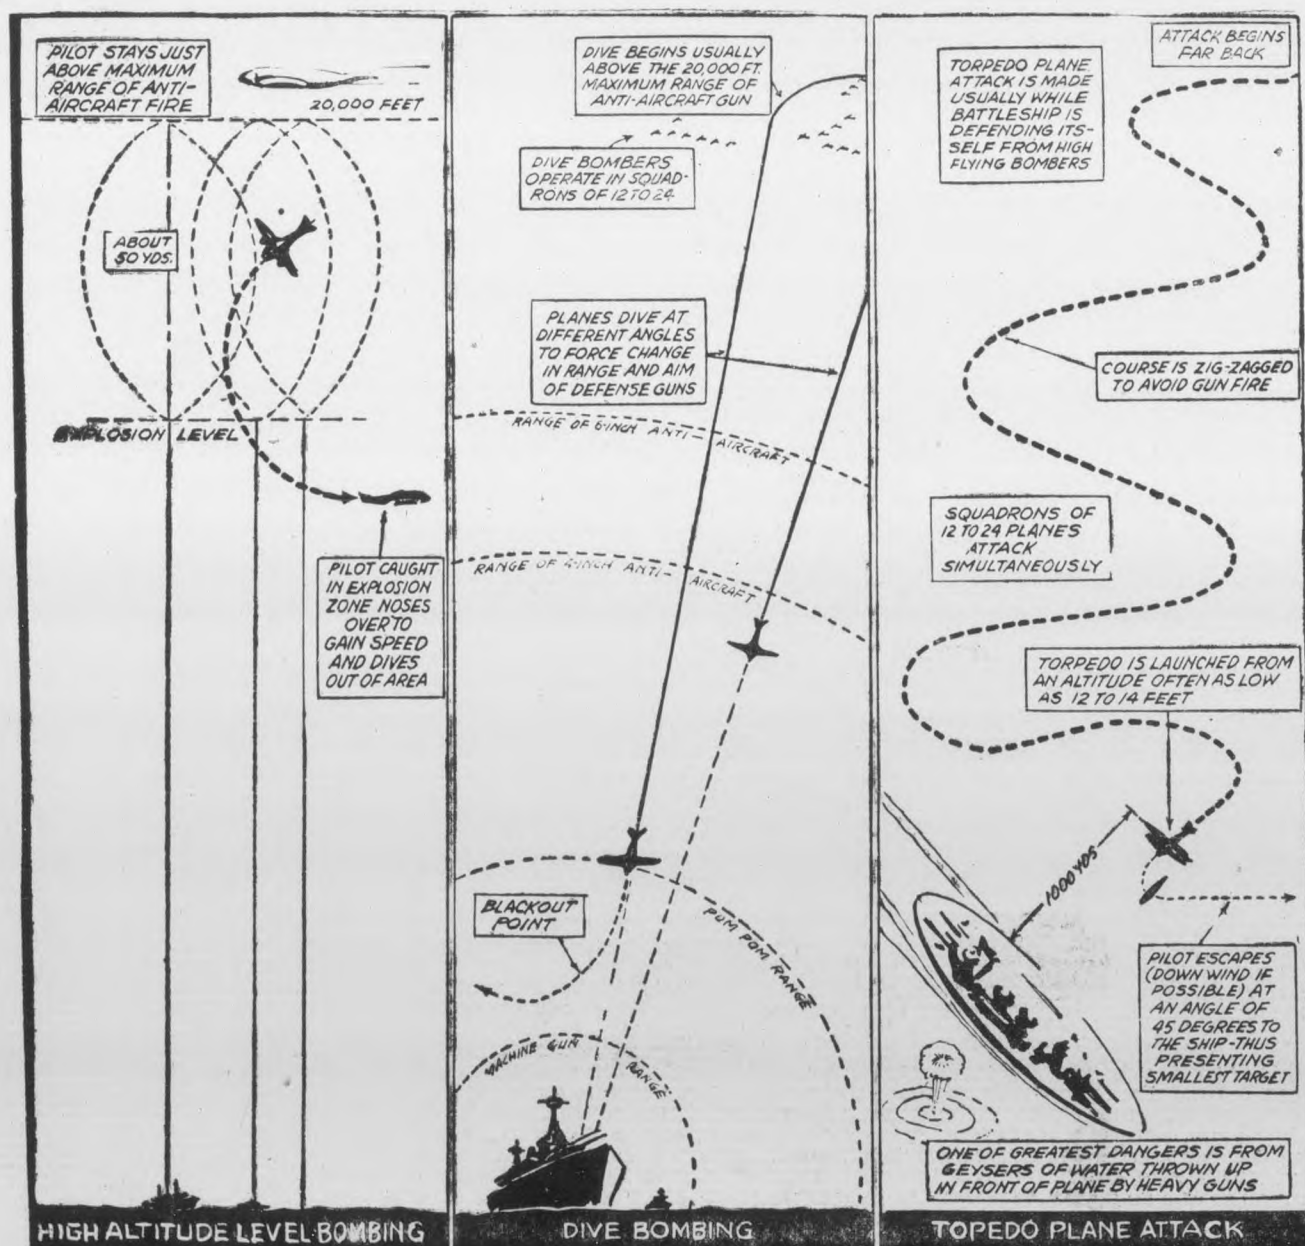 PILOT STAYS JUST
ABOVE MAXIMUM
RANGE OF ANTI-
AIRCRAFT FIRE
20,000 FEET
ABOUT
50 YDS.
EXPLOSION LEVEL
PILOT CAUGHT
IN EXPLOSION
ZONE NOSES
OVER TO
GAIN SPEED
AND DIVES
OUT OF AREA
HIGH ALTITUDE LEVEL BOMBING
DIVE BEGINS USUALLY
ABOVE THE 20,000 FT.
MAXIMUM RANGE OF
ANTI-AIRCRAFT GUN
DIVE BOMBERS
OPERATE IN SQUAD-
RONS OF 12 TO 24
PLANES DIVE AT
DIFFERENT ANGLES
TO FORCE CHANGE
IN RANGE AND AIM
OF DEFENSE GUNS
RANGE OF 6-INCH ANTI-AIRCRAFT
RANGE OF 4-INCH ANTI-AIRCRAFT
BLACKOUT
POINT
POM POM RANGE
MACHINE GUN RANGE
DIVE BOMBING
ATTACK BEGINS
FAR BACK
TORPEDO PLANE
ATTACK IS MADE
USUALLY WHILE
BATTLESHIP IS
DEFENDING ITS-
SELF FROM HIGH
FLYING BOMBERS
COURSE IS ZIG-ZAGGED
TO AVOID GUN FIRE
SQUADRONS OF
12 TO 24 PLANES
ATTACK
SIMULTANEOUSLY
TORPEDO IS LAUNCHED FROM
AN ALTITUDE OFTEN AS LOW
AS 12 TO 14 FEET
1000 YDS
PILOT ESCAPES
(DOWN WIND IF
POSSIBLE) AT
AN ANGLE OF
45 DEGREES TO
THE SHIP-THUS
PRESENTING
SMALLEST TARGET
ONE OF GREATEST DANGERS IS FROM
GEYSERS OF WATER THROWN UP
IN FRONT OF PLANE BY HEAVY GUNS
TOPEDO PLANE ATTACK